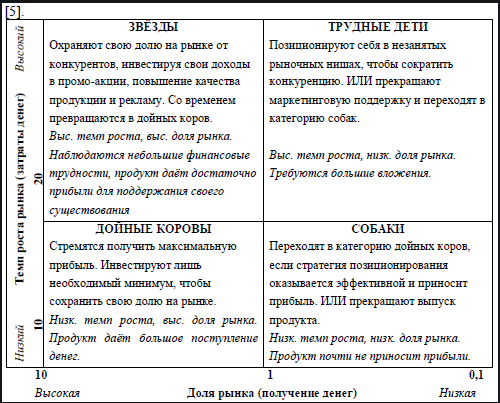 [5].
ЗВЁЗДЫ
Охраняют свою долю на рынке от
конкурентов, инвестируя свои доходы
в промо-акции, повышение качества
продукции и рекламу. Со временем
превращаются в дойных коров.
Выс. темп роста, выс. доля рынка.
Наблюдаются небольшие финансовые
трудности, продукт даёт достаточно
прибыли для поддержания своего
существования
ТРУДНЫЕ ДЕТИ
Позиционируют себя в незанятых
рыночных нишах, чтобы сократить
конкуренцию. ИЛИ прекращают
маркетинговую поддержку и переходят в
категорию собак.
Выс. темп роста, низк. доля рынка.
Требуются большие вложения.
ДОЙНЫЕ КОРОВЫ
Стремятся получить максимальную
прибыль. Инвестируют лишь
необходимый минимум, чтобы
сохранить свою долю на рынке.
Низк. темп роста, выс. доля рынка.
Продукт даёт большое поступление
денег.
СОБАКИ
Переходят в категорию дойных коров,
если стратегия позиционирования
оказывается эффективной и приносит
прибыль. ИЛИ прекращают выпуск
продукта.
Низк. темп роста, низк. доля рынка.
Продукт почти не приносит прибыли.
Темп роста рынка (затраты денег)
Высокий
20
10
Низкий
10 1 0,1
Высокая Доля рынка (получение денег) Низкая